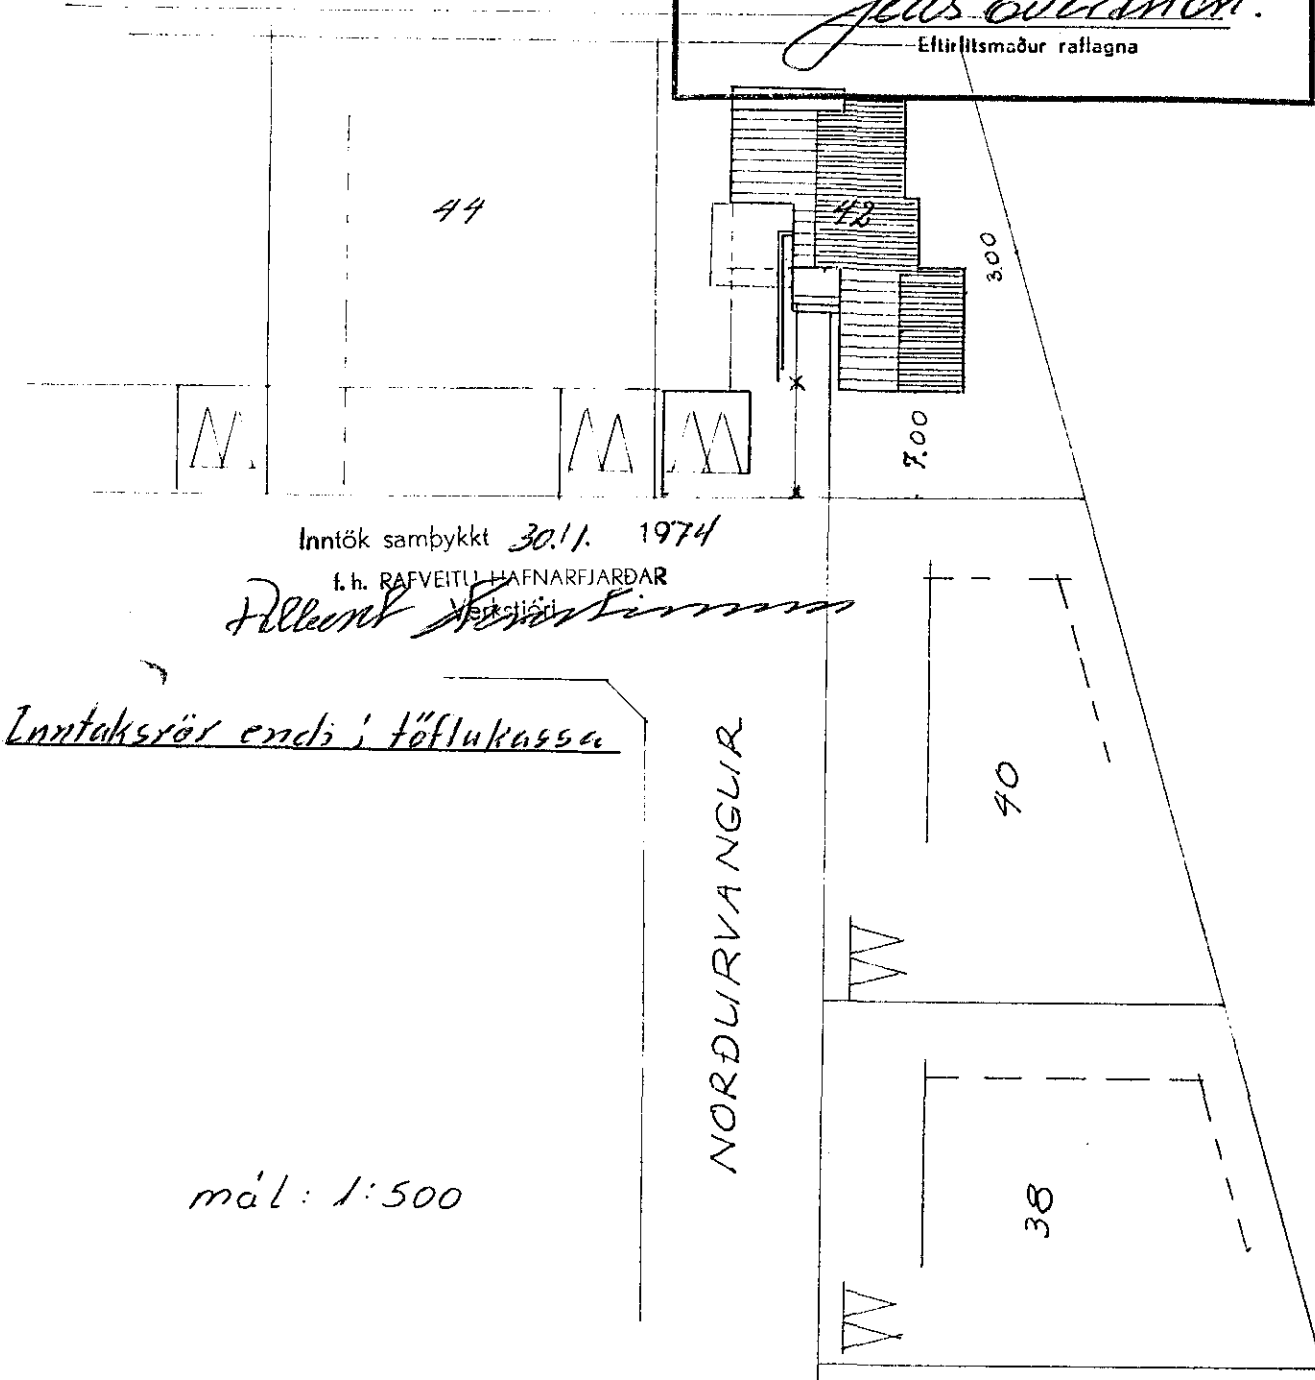 Eftirlitsmaður raflagna
44
42
3.00
7.00
Inntök samþykkt 30.11. 1974
f.h. RAFVEITU HAFNARFJARÐAR
Verkstjóri
Inntaksrör endi í töflukassa
NORÐURVANGUR
40
38
mál: 1:500